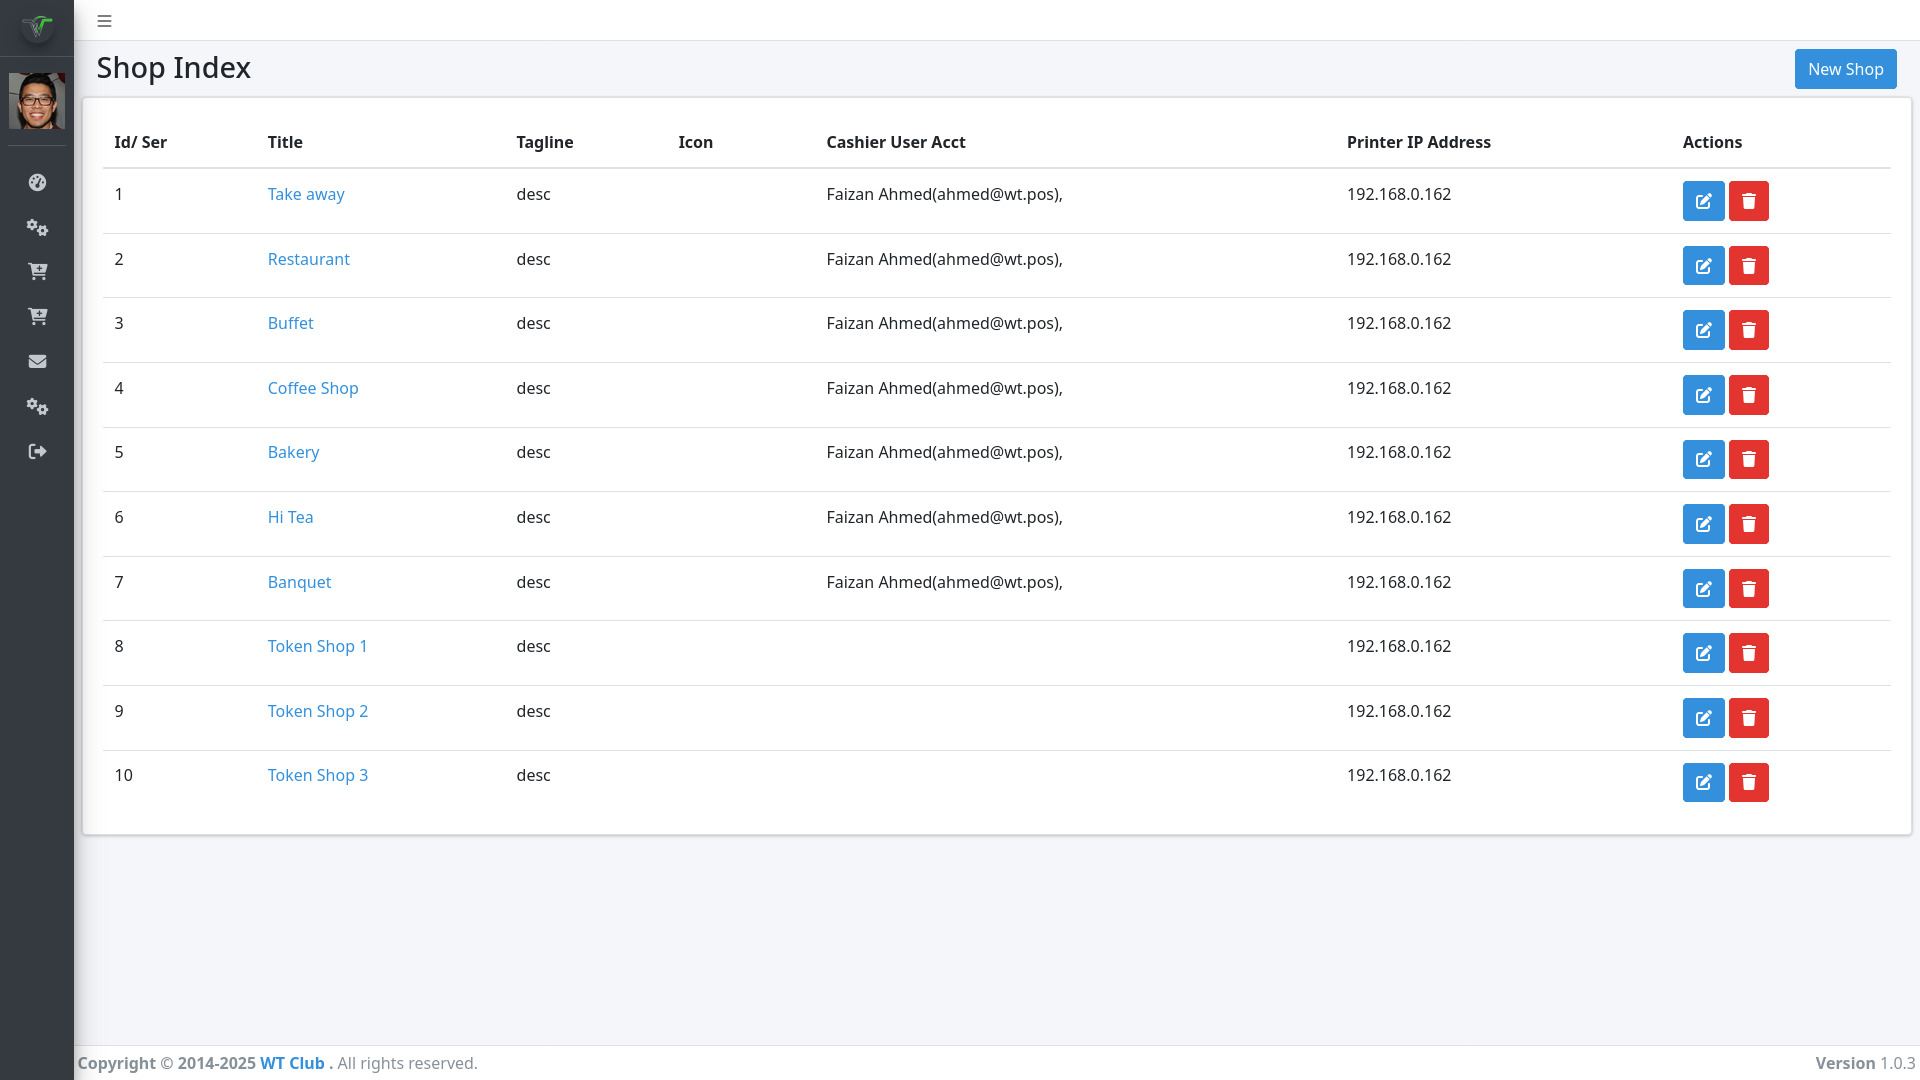 Shop Index
New Shop
Id/ Ser Title Tagline Icon Cashier User Acct Printer IP Address Actions
1 Take away desc Faizan Ahmed(ahmed@wt.pos), 192.168.0.162
2 Restaurant desc Faizan Ahmed(ahmed@wt.pos), 192.168.0.162
3 Buffet desc Faizan Ahmed(ahmed@wt.pos), 192.168.0.162
4 Coffee Shop desc Faizan Ahmed(ahmed@wt.pos), 192.168.0.162
5 Bakery desc Faizan Ahmed(ahmed@wt.pos), 192.168.0.162
6 Hi Tea desc Faizan Ahmed(ahmed@wt.pos), 192.168.0.162
7 Banquet desc Faizan Ahmed(ahmed@wt.pos), 192.168.0.162
8 Token Shop 1 desc 192.168.0.162
9 Token Shop 2 desc 192.168.0.162
10 Token Shop 3 desc 192.168.0.162
Copyright © 2014-2025 WT Club . All rights reserved.
Version 1.0.3